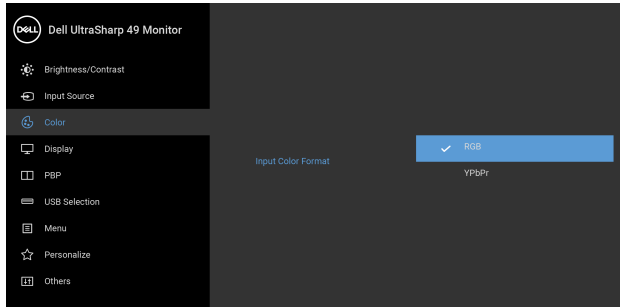 DELL Dell UltraSharp 49 Monitor
Brightness/Contrast
Input Source
Color
Display
PBP
USB Selection
Menu
Personalize
Others
Input Color Format
RGB
YPbPr